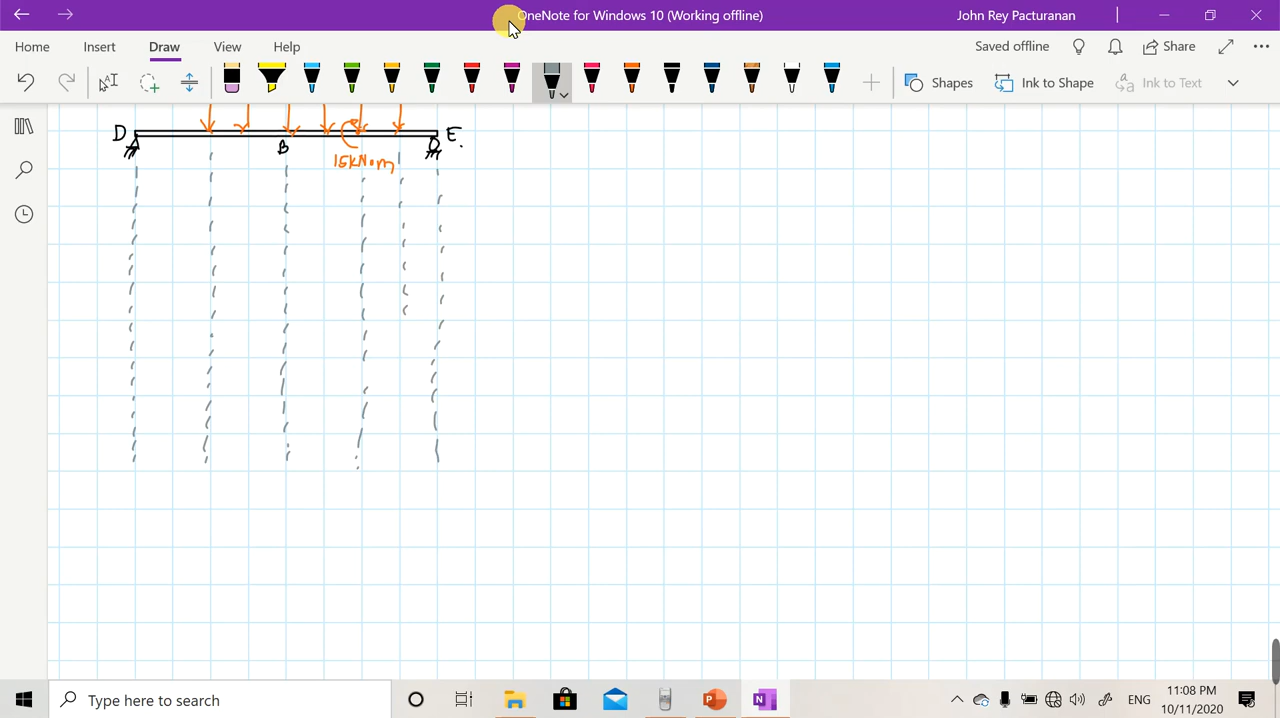 OneNote for Windows 10 (Working offline)
John Rey Pacturanan
Home
Insert
Draw
View
Help
Saved offline
Share
Shapes
Ink to Shape
Ink to Text
D
B
E.
15kN•m
Type here to search
ENG
11:08 PM
10/11/2020